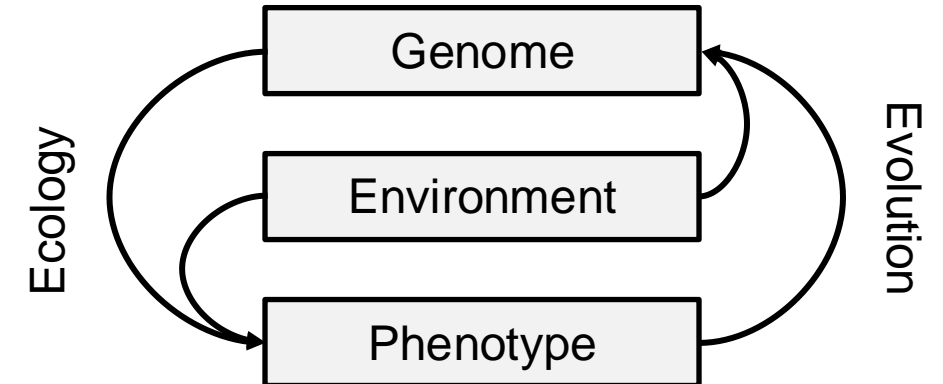 Genome
Ecology
Environment
Evolution
Phenotype